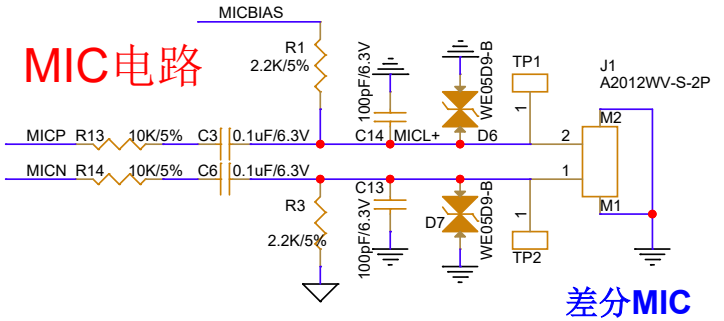 MICBIAS
MIC电路
R1
2.2K/5%
100pF/6.3V
WE05D9-B
TP1
1
J1
A2012WV-S-2P
M2
MICP
R13
10K/5%
C3
0.1uF/6.3V
C14
MICL+
D6
2
MICN
R14
10K/5%
C6
0.1uF/6.3V
1
R3
2.2K/5%
C13
100pF/6.3V
D7
WE05D9-B
1
TP2
M1
差分MIC